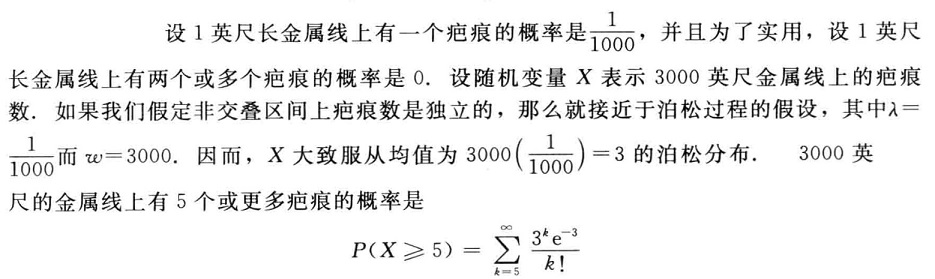 设 1 英尺长金属线上有一个疤痕的概率是$\frac{1}{1000}$，并且为了实用，设 1 英尺
长金属线上有两个或多个疤痕的概率是 0. 设随机变量 X 表示 3000 英尺金属线上的疤痕
数. 如果我们假定非交叠区间上疤痕数是独立的，那么就接近于泊松过程的假设，其中λ=
$\frac{1}{1000}$而 w=3000. 因而，X 大致服从均值为 3000$\left(\frac{1}{1000}\right)$=3 的泊松分布. 3000 英
尺的金属线上有 5 个或更多疤痕的概率是
$P(X \geqslant 5) = \sum_{k=5}^{\infty} \frac{3^k e^{-3}}{k!}$